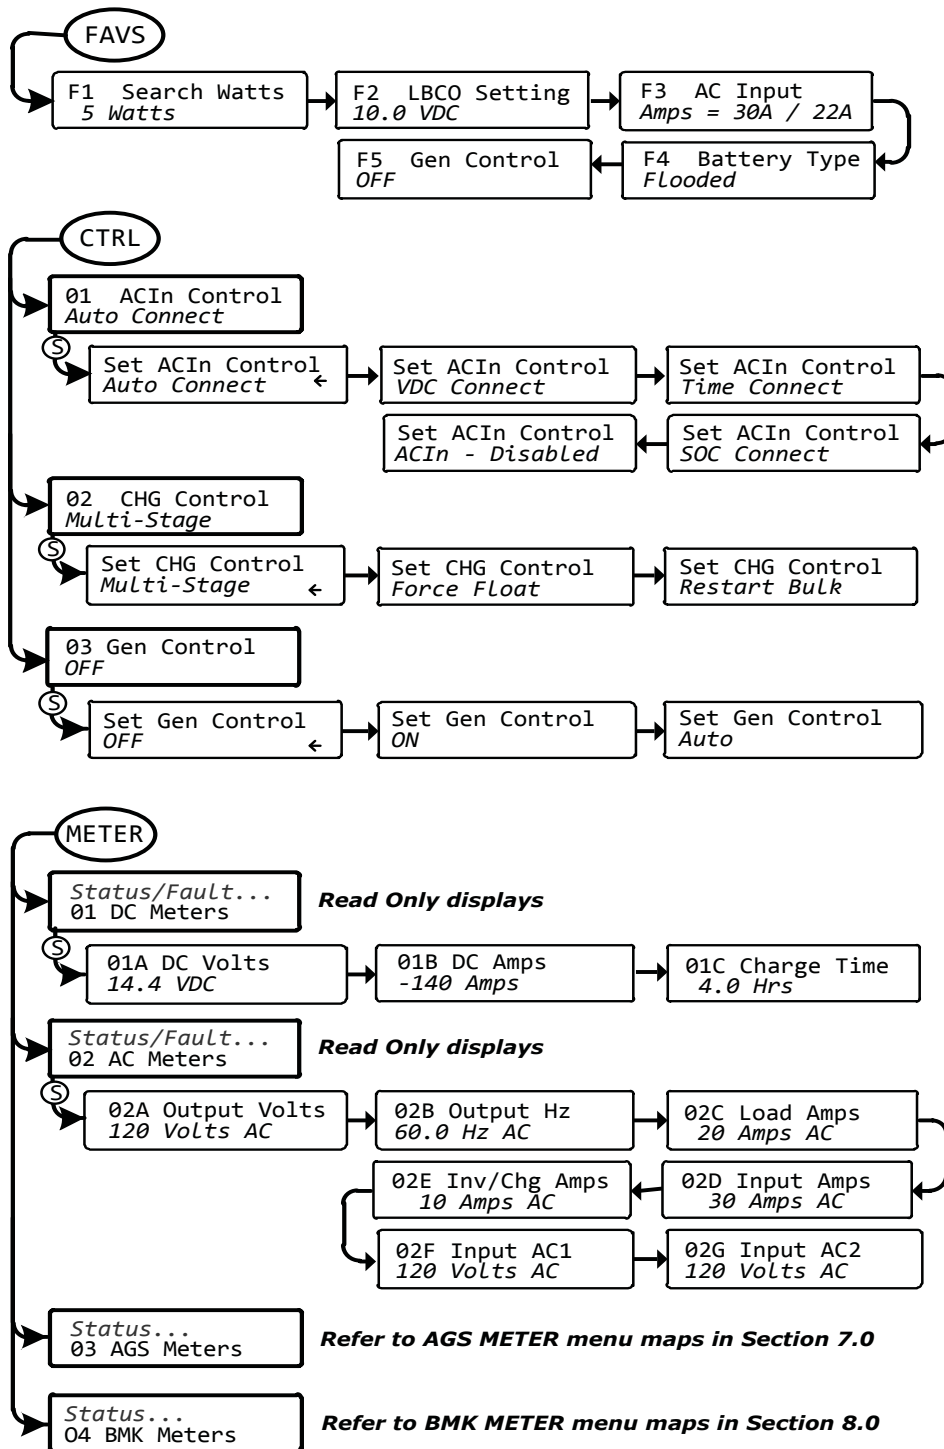 FAVS
F1 Search Watts
5 Watts
F2 LBCO Setting
10.0 VDC
F3 AC Input
Amps = 30A / 22A
F4 Battery Type
Flooded
F5 Gen Control
OFF
CTRL
01 ACIn Control
Auto Connect
S
Set ACIn Control
Auto Connect ←
Set ACIn Control
VDC Connect
Set ACIn Control
Time Connect
Set ACIn Control
SOC Connect
Set ACIn Control
ACIn - Disabled
02 CHG Control
Multi-Stage
S
Set CHG Control
Multi-Stage ←
Set CHG Control
Force Float
Set CHG Control
Restart Bulk
03 Gen Control
OFF
S
Set Gen Control
OFF ←
Set Gen Control
ON
Set Gen Control
Auto
METER
Status/Fault...
01 DC Meters
Read Only displays
S
01A DC Volts
14.4 VDC
01B DC Amps
-140 Amps
01C Charge Time
4.0 Hrs
Status/Fault...
02 AC Meters
Read Only displays
S
02A Output Volts
120 Volts AC
02B Output Hz
60.0 Hz AC
02C Load Amps
20 Amps AC
02D Input Amps
30 Amps AC
02E Inv/Chg Amps
10 Amps AC
02F Input AC1
120 Volts AC
02G Input AC2
120 Volts AC
Status...
03 AGS Meters
Refer to AGS METER menu maps in Section 7.0
Status...
O4 BMK Meters
Refer to BMK METER menu maps in Section 8.0